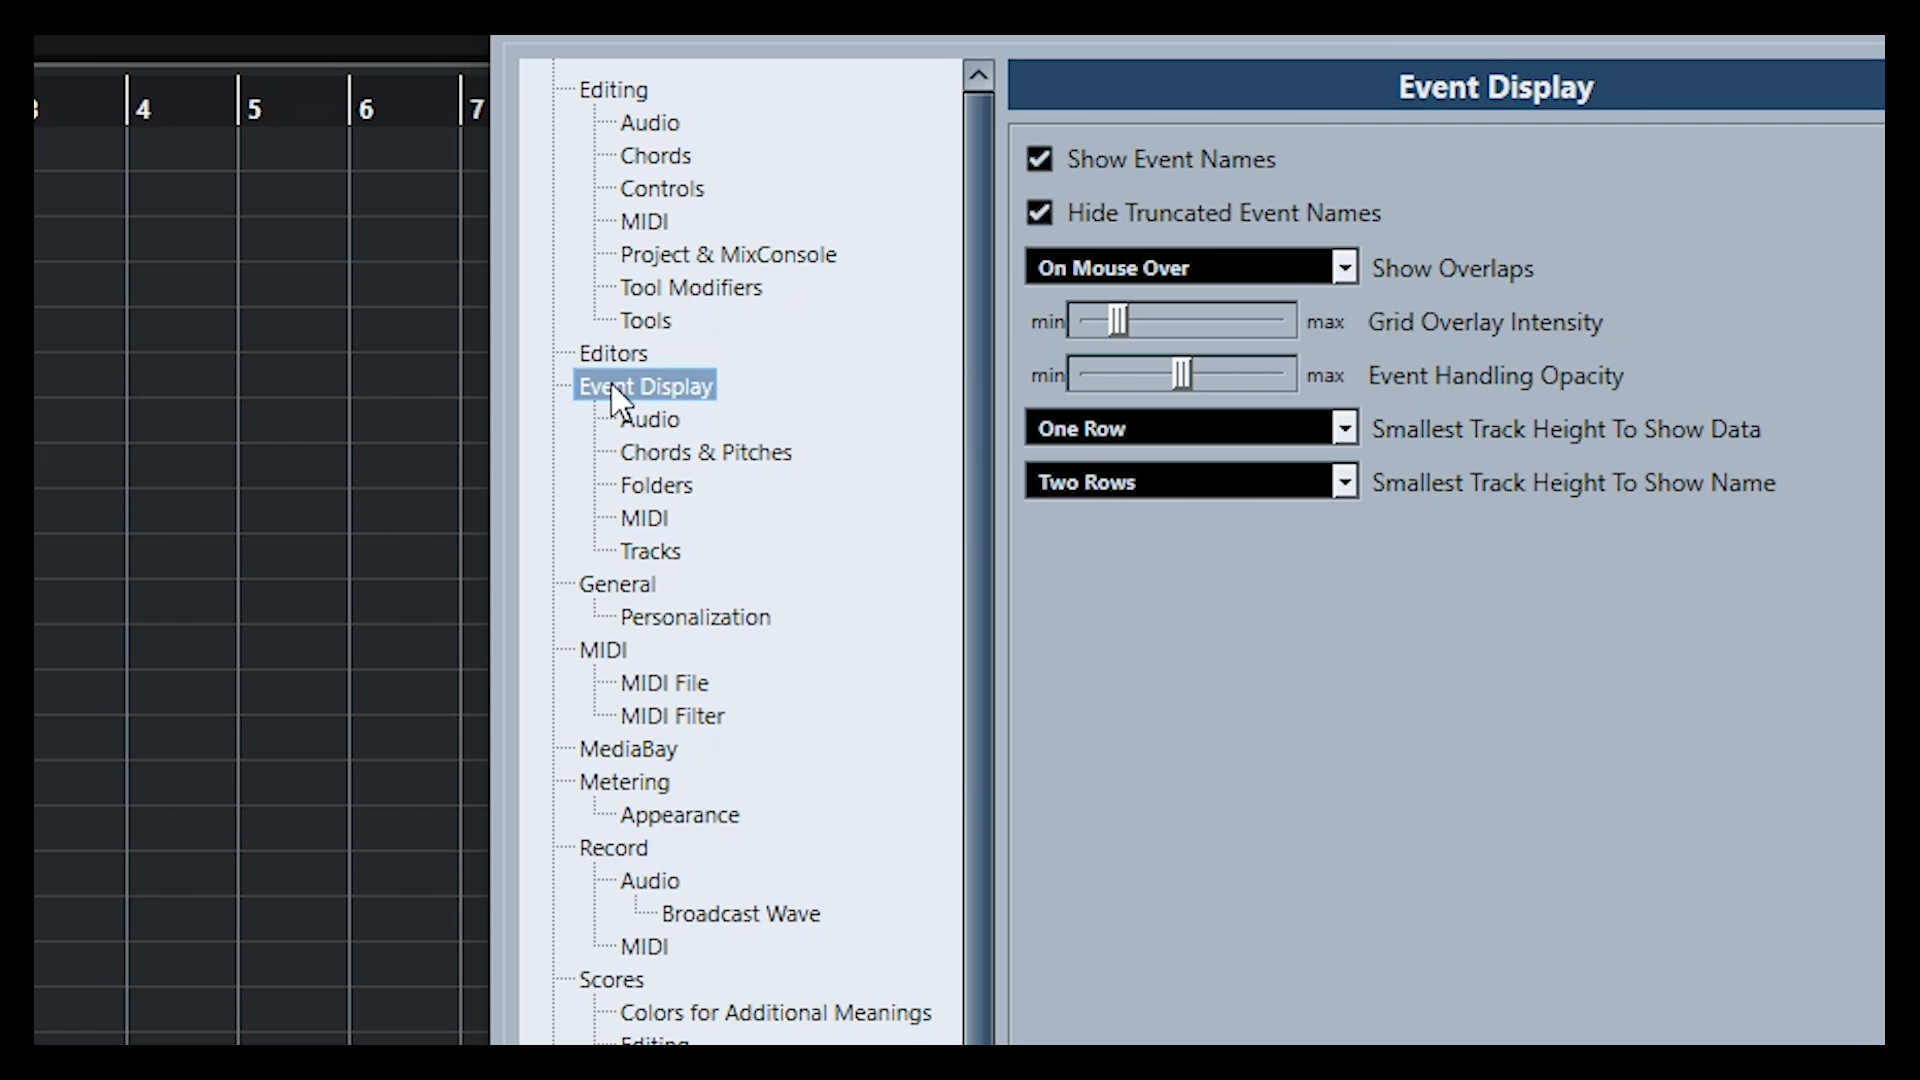 4 5 6 7
Editing
Audio
Chords
Controls
MIDI
Project & MixConsole
Tool Modifiers
Tools
Editors
Event Display
Audio
Chords & Pitches
Folders
MIDI
Tracks
General
Personalization
MIDI
MIDI File
MIDI Filter
MediaBay
Metering
Appearance
Record
Audio
Broadcast Wave
MIDI
Scores
Colors for Additional Meanings
Editing
Event Display
Show Event Names
Hide Truncated Event Names
On Mouse Over Show Overlaps
min max Grid Overlay Intensity
min max Event Handling Opacity
One Row Smallest Track Height To Show Data
Two Rows Smallest Track Height To Show Name